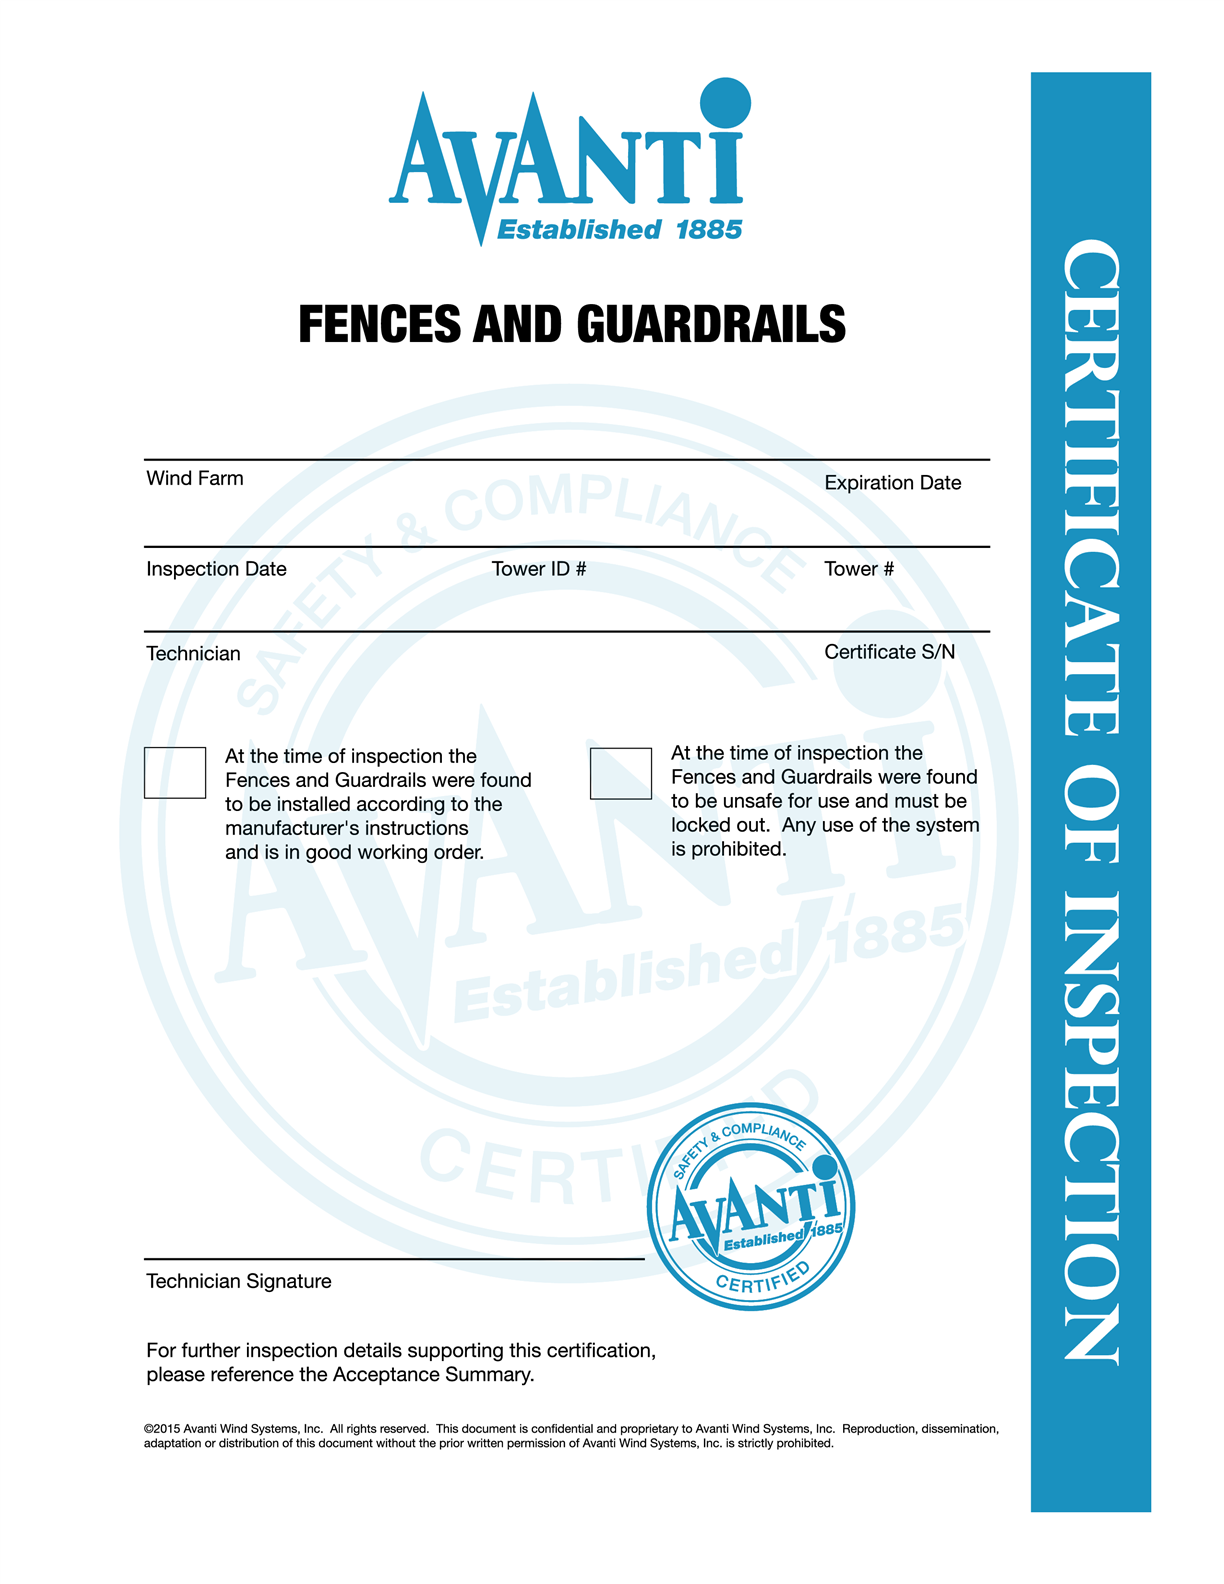 AVANTI
Established 1885
FENCES AND GUARDRAILS
CERTIFICATE OF INSPECTION
Wind Farm Expiration Date
Inspection Date Tower ID # Tower #
Technician Certificate S/N
At the time of inspection the
Fences and Guardrails were found
to be installed according to the
manufacturer's instructions
and is in good working order.
At the time of inspection the
Fences and Guardrails were found
to be unsafe for use and must be
locked out.  Any use of the system
is prohibited.
SAFETY & COMPLIANCE
AVANTI
Established 1885
CERTIFIED
SAFETY & COMPLIANCE
AVANTI
Established 1885
CERTIFIED
Technician Signature
For further inspection details supporting this certification,
please reference the Acceptance Summary.
©2015 Avanti Wind Systems, Inc.  All rights reserved.  This document is confidential and proprietary to Avanti Wind Systems, Inc.  Reproduction, dissemination,
adaptation or distribution of this document without the prior written permission of Avanti Wind Systems, Inc. is strictly prohibited.